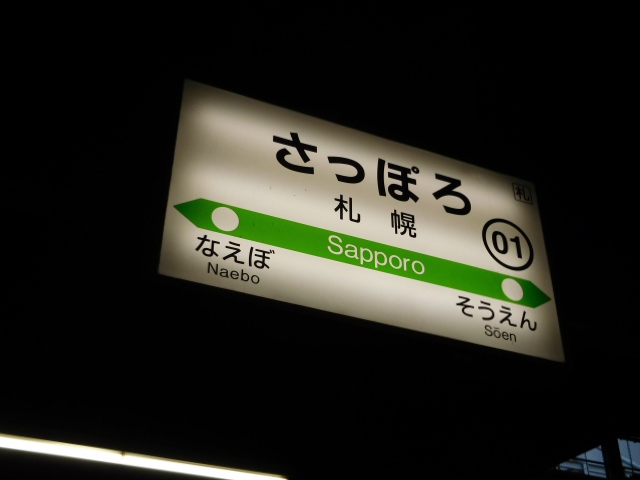 さっぽろ
札
札幌
01
Sapporo
なえぼ
Naebo
そうえん
Sōen